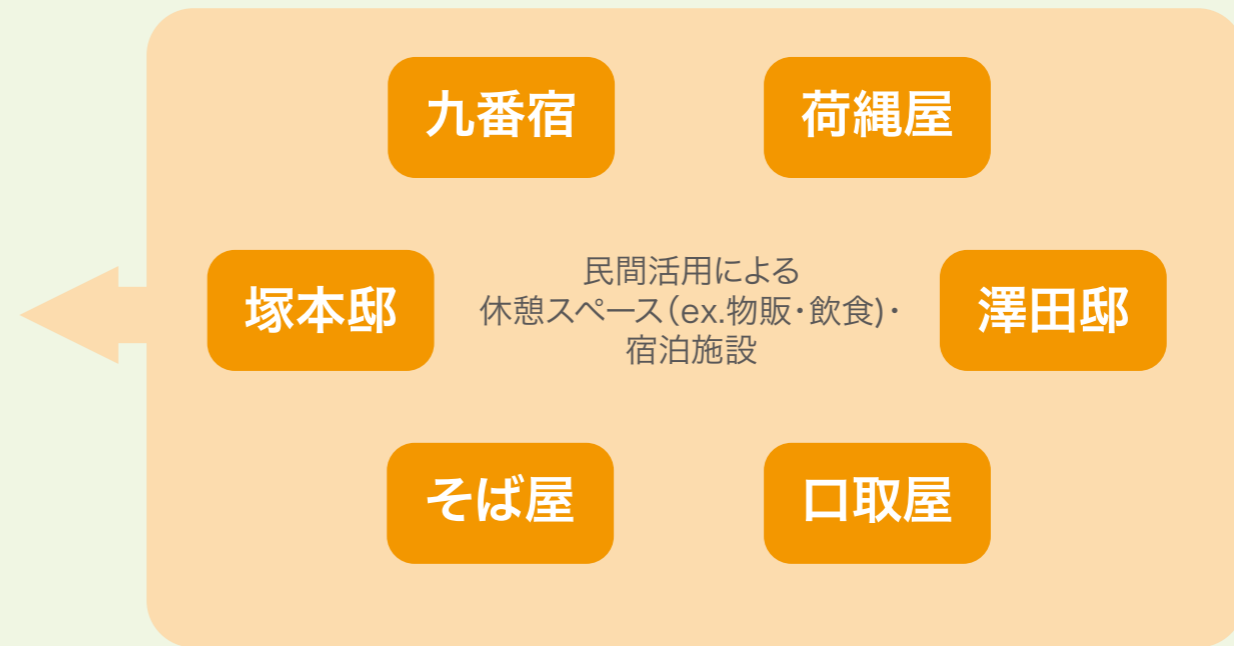 九番宿
荷縄屋
塚本邸
民間活用による
休憩スペース(ex.物販・飲食)・
宿泊施設
澤田邸
そば屋
口取屋